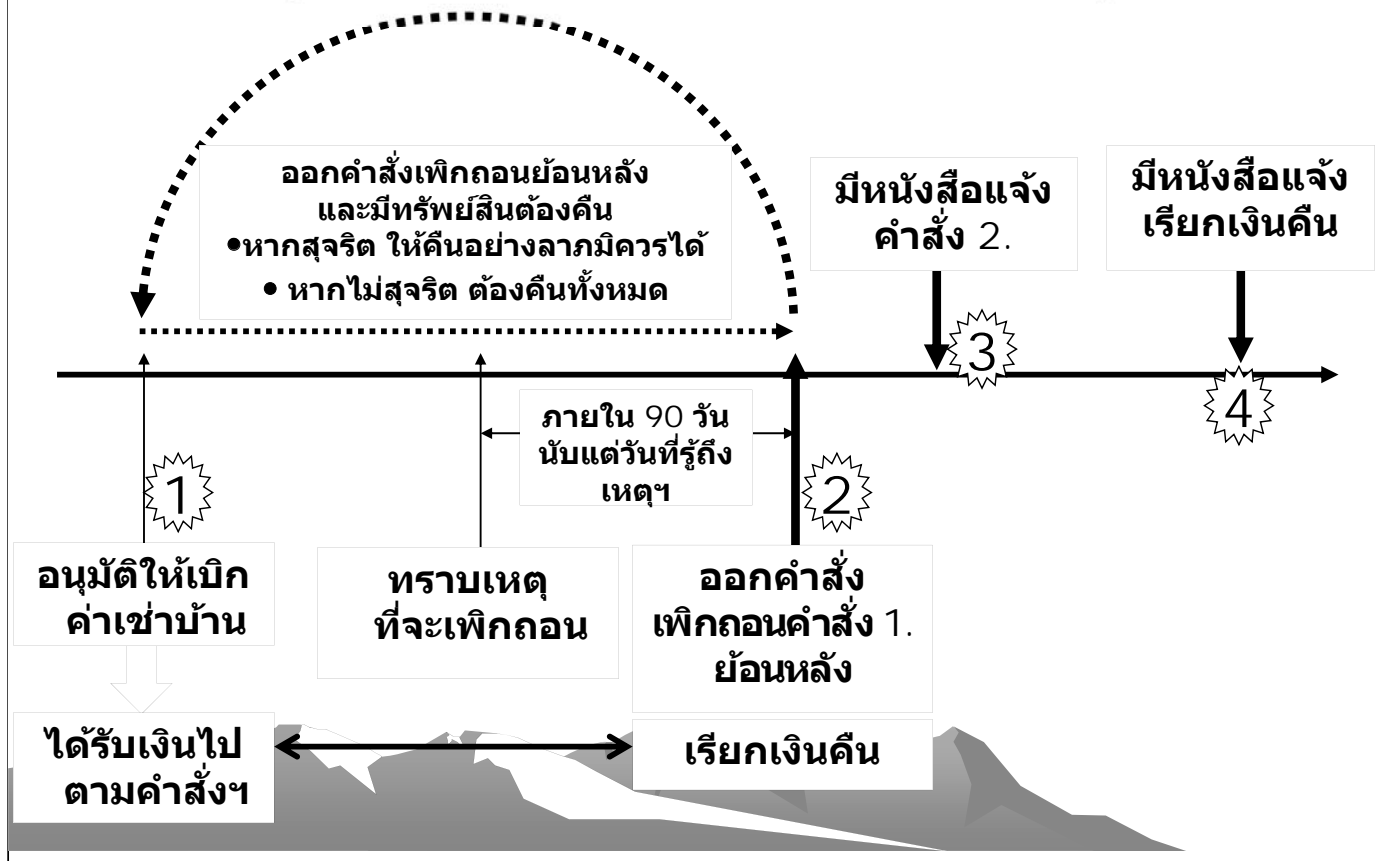 ออกคำสั่งเพิกถอนย้อนหลัง
และมีทรัพย์สินต้องคืน
•หากสุจริต ให้คืนอย่างลาภมิควรได้
• หากไม่สุจริต ต้องคืนทั้งหมด
มีหนังสือแจ้ง
คำสั่ง 2.
มีหนังสือแจ้ง
เรียกเงินคืน
3
4
ภายใน 90 วัน
นับแต่วันที่รู้ถึง
เหตุฯ
1
2
อนุมัติให้เบิก
ค่าเช่าบ้าน
ทราบเหตุ
ที่จะเพิกถอน
ออกคำสั่ง
เพิกถอนคำสั่ง 1.
ย้อนหลัง
ได้รับเงินไป
ตามคำสั่งฯ
เรียกเงินคืน